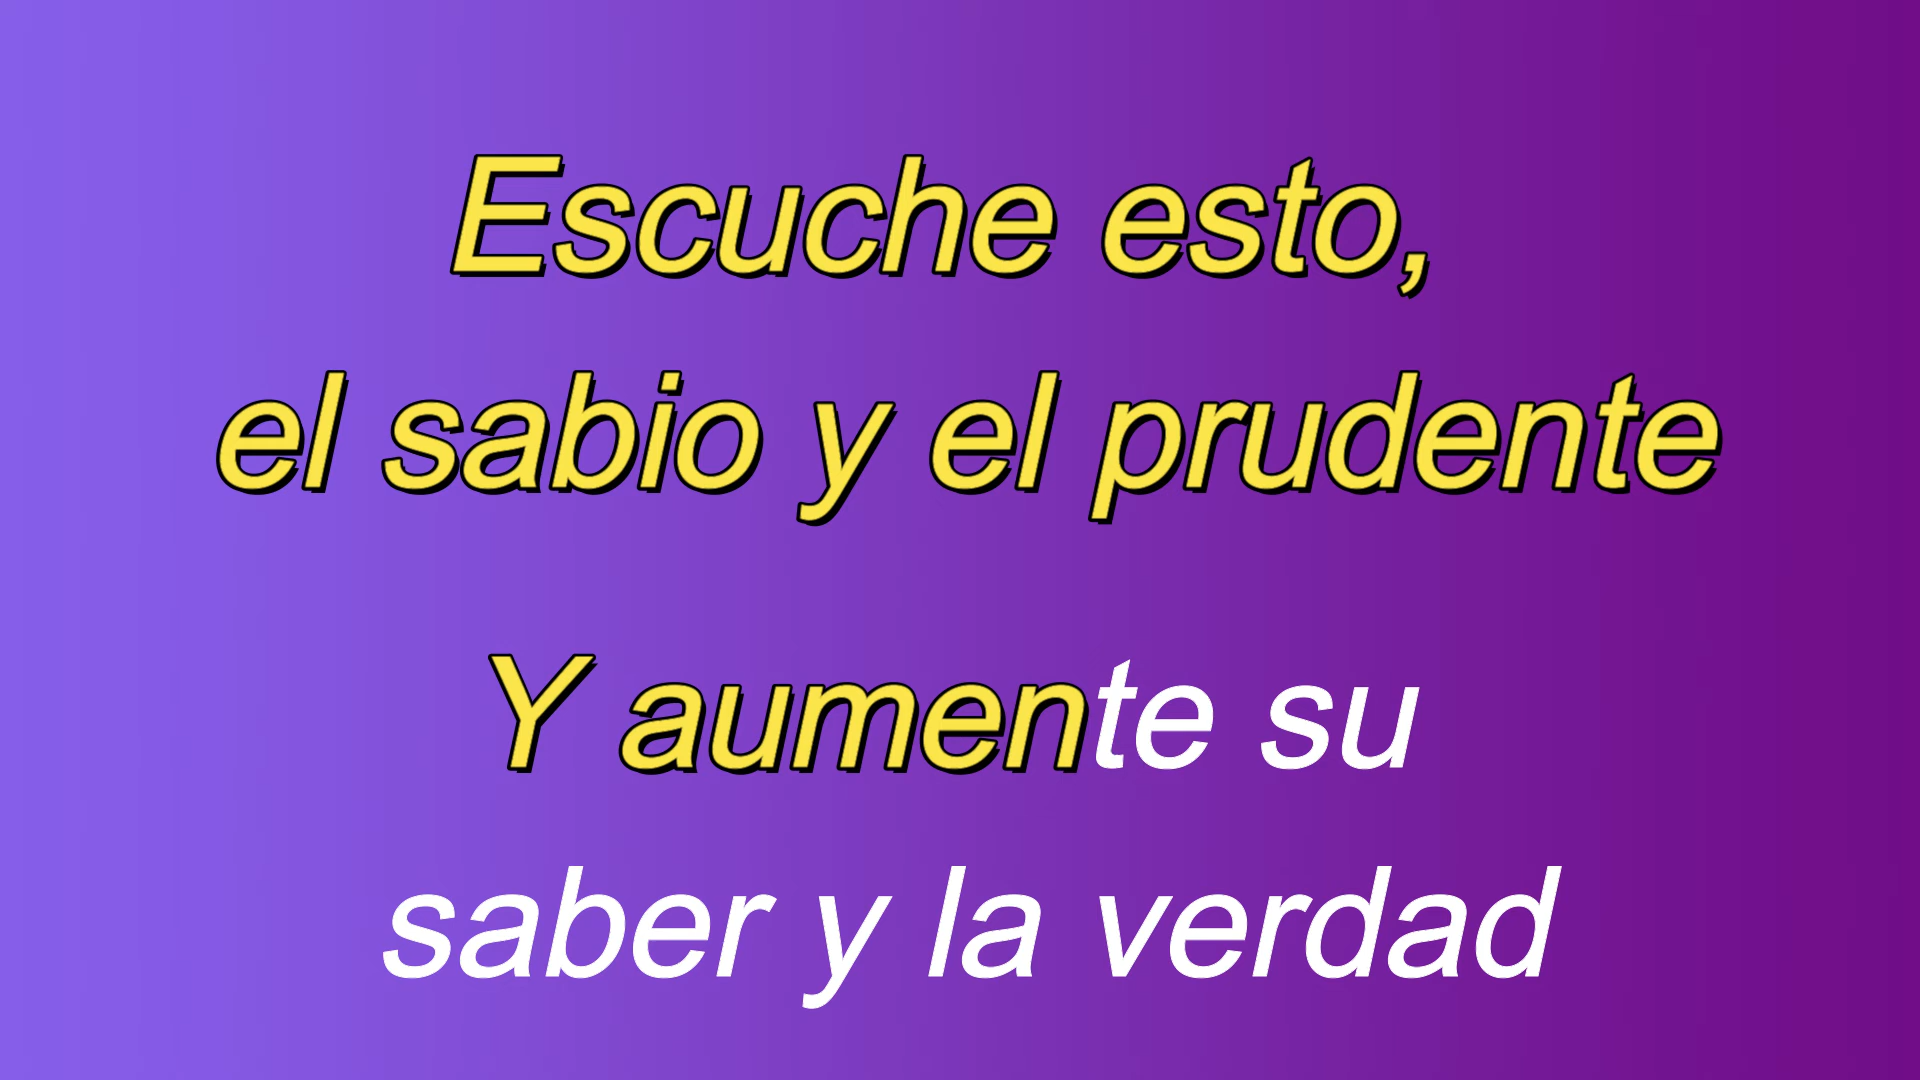 Escuche esto,
el sabio y el prudente
Y aumente su
saber y la verdad